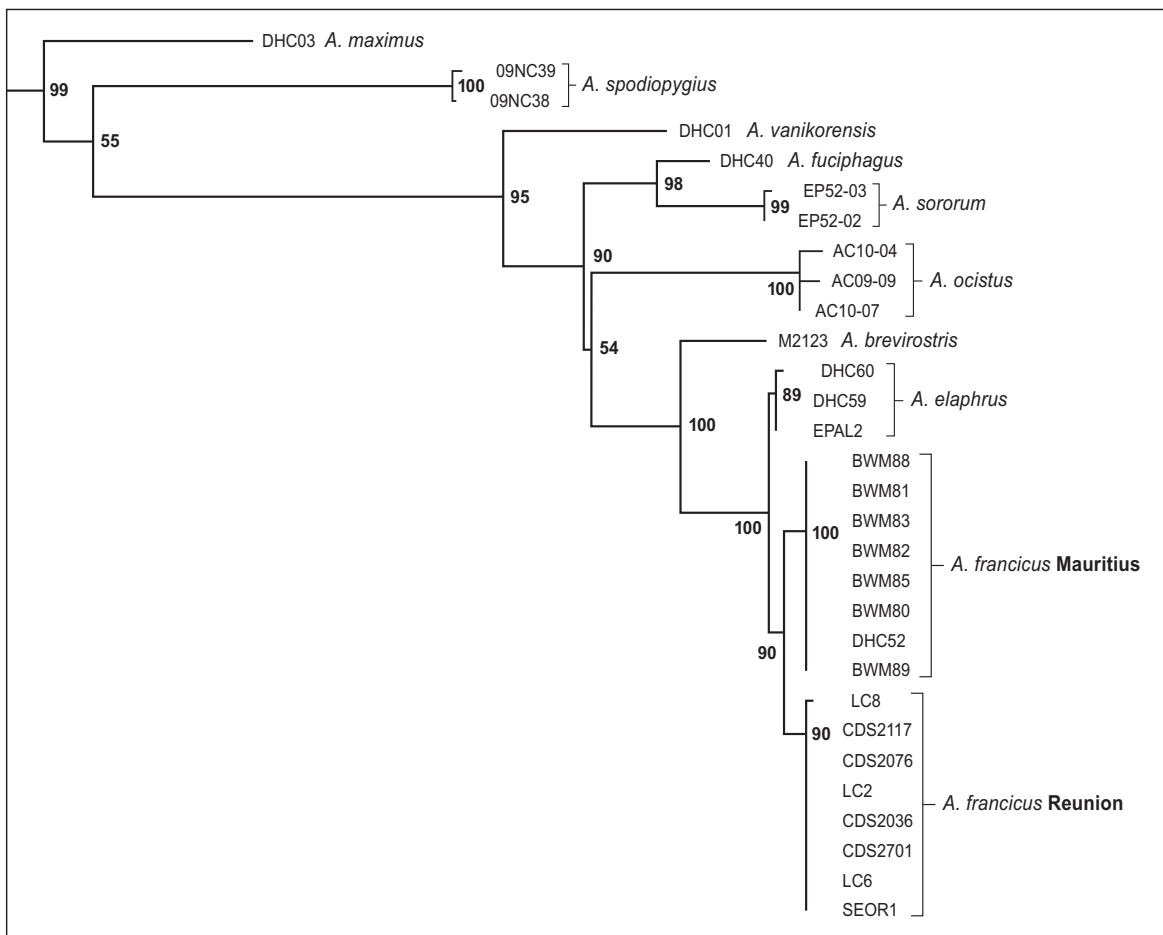 DHC03 A. maximus
99
09NC39
100
A. spodiopygius
09NC38
DHC01 A. vanikorensis
55
DHC40 A. fuciphagus
98
EP52-03
95
99
A. sororum
EP52-02
90
AC10-04
AC09-09
A. ocistus
100
AC10-07
M2123 A. brevirostris
54
DHC60
89
DHC59
A. elaphrus
100
EPAL2
BWM88
BWM81
BWM83
100
100
BWM82
A. francicus Mauritius
BWM85
BWM80
DHC52
90
BWM89
LC8
90
CDS2117
CDS2076
LC2
A. francicus Reunion
CDS2036
CDS2701
LC6
SEOR1